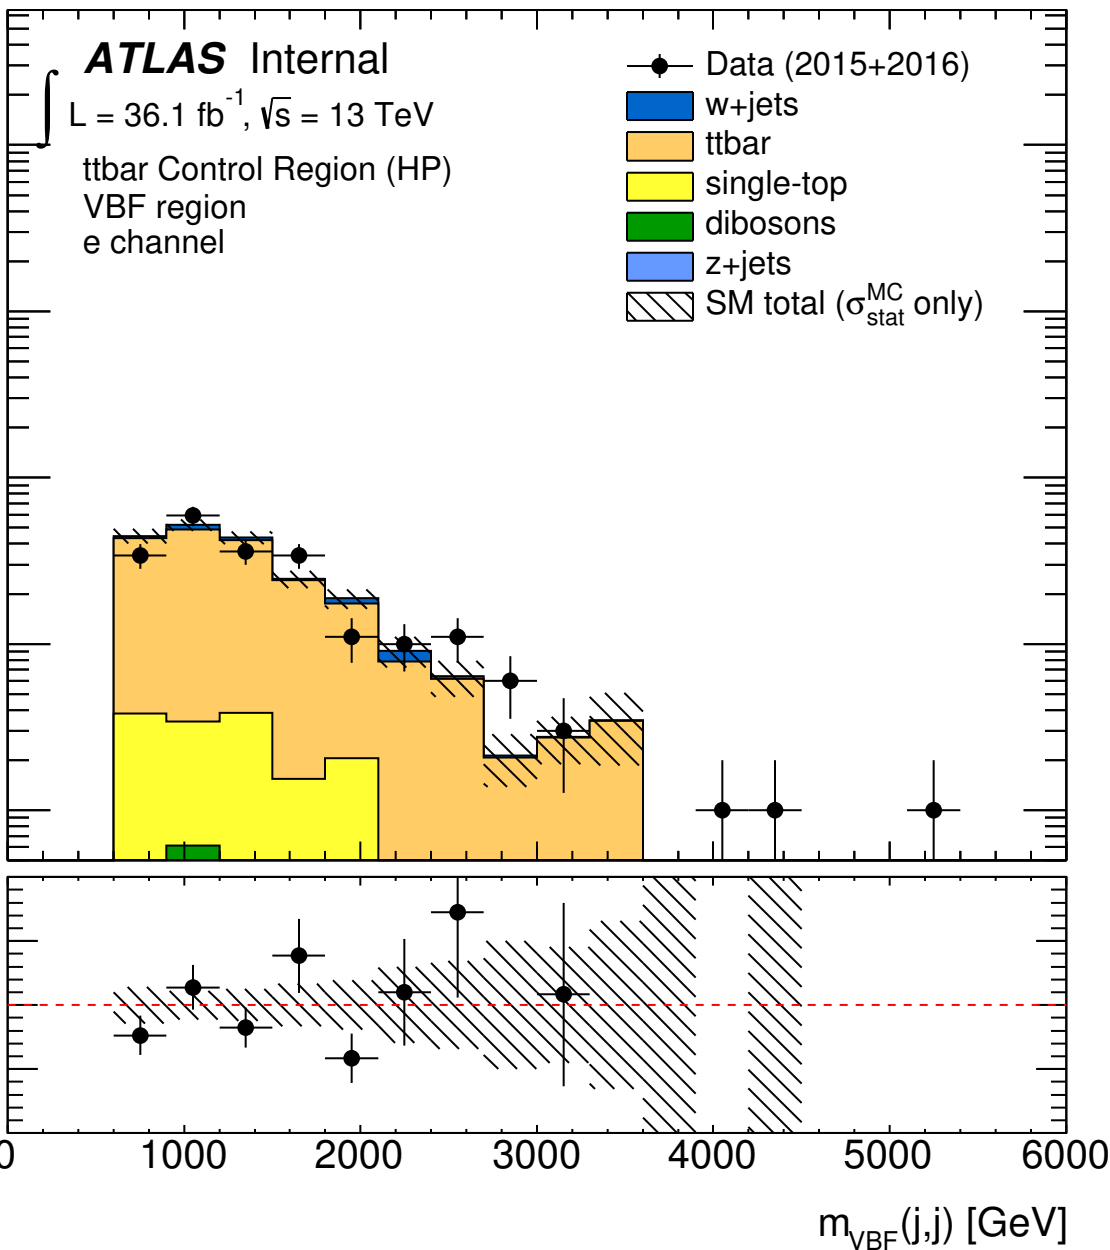 ATLAS Internal
∫ L = 36.1 fb⁻¹, √s = 13 TeV
ttbar Control Region (HP)
VBF region
e channel
Data (2015+2016)
w+jets
ttbar
single-top
dibosons
z+jets
SM total (σ^MC_stat only)
0 1000 2000 3000 4000 5000 6000
m_VBF(j,j) [GeV]